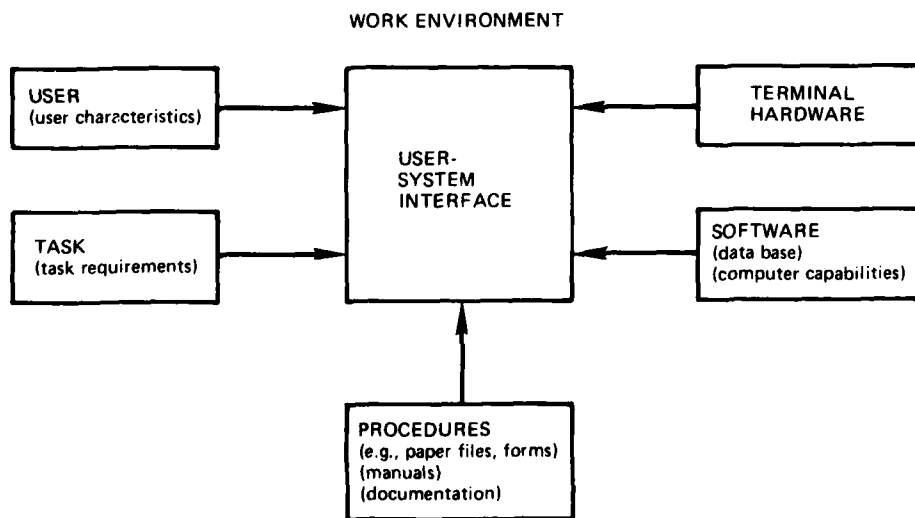 WORK ENVIRONMENT
USER
(user characteristics)
TASK
(task requirements)
USER-
SYSTEM
INTERFACE
TERMINAL
HARDWARE
SOFTWARE
(data base)
(computer capabilities)
PROCEDURES
(e.g., paper files, forms)
(manuals)
(documentation)